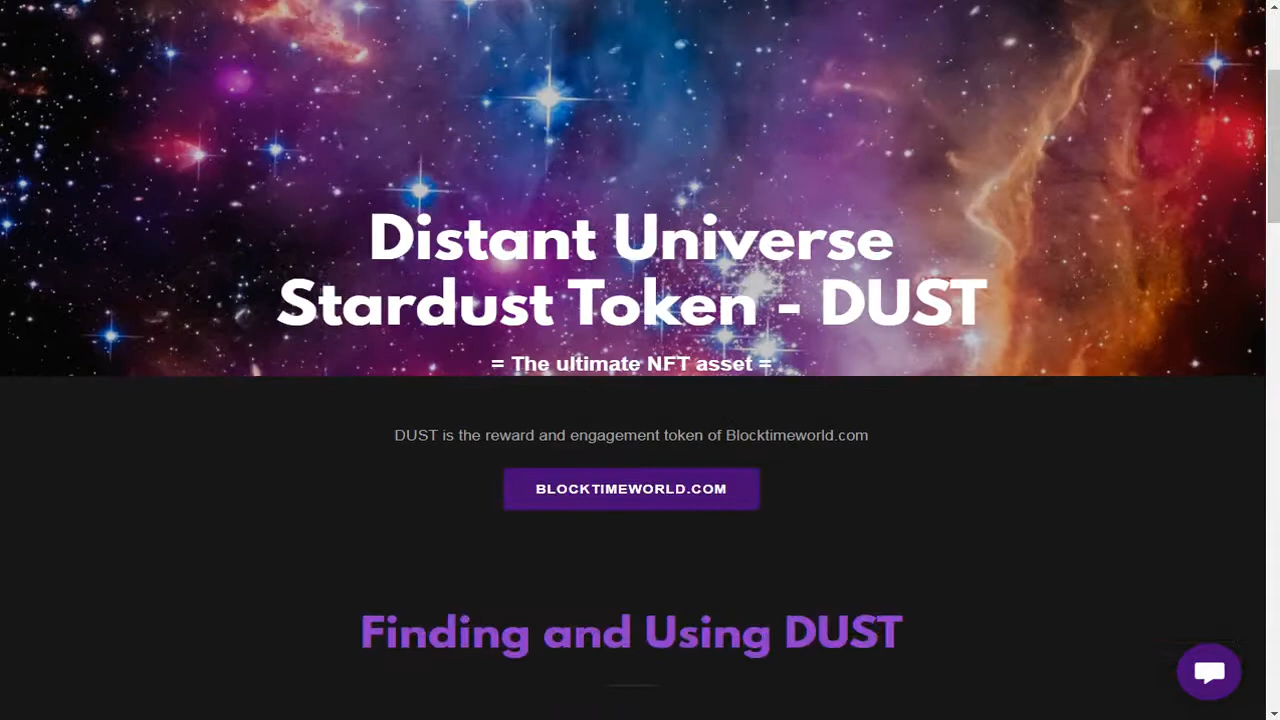 Distant Universe
Stardust Token - DUST
= The ultimate NFT asset =
DUST is the reward and engagement token of Blocktimeworld.com
BLOCKTIMEWORLD.COM
Finding and Using DUST